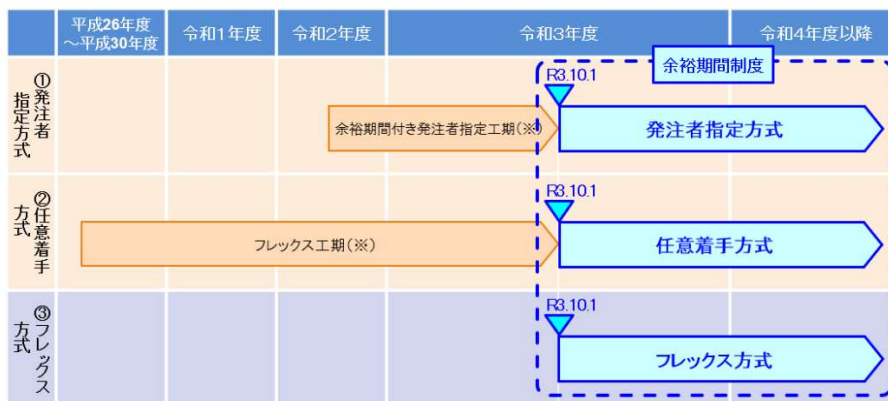 平成26年度
～平成30年度
令和1年度
令和2年度
令和3年度
令和4年度以降
余裕期間制度
①発注者
指定方式
R3.10.1
余裕期間付き発注者指定工期(※)
発注者指定方式
②任意着手
方式
R3.10.1
フレックス工期(※)
任意着手方式
③フレックス
方式
R3.10.1
フレックス方式